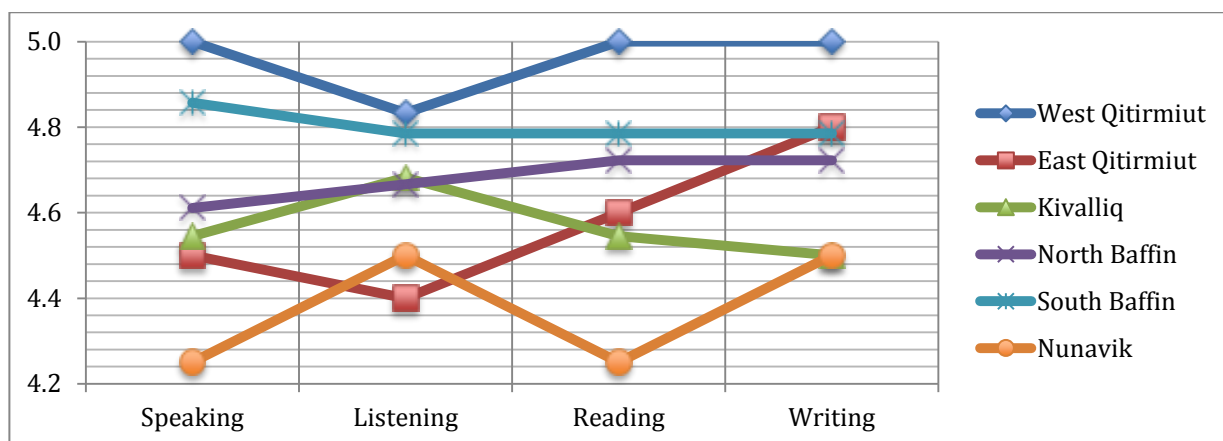 5.0
4.8
4.6
4.4
4.2
Speaking Listening Reading Writing
West Qitirmiut
East Qitirmiut
Kivalliq
North Baffin
South Baffin
Nunavik